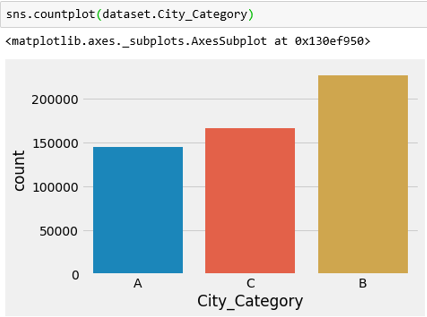 sns.countplot(dataset.City_Category)
<matplotlib.axes._subplots.AxesSubplot at 0x130ef950>
200000
150000
100000
50000
0
count
A C B
City_Category